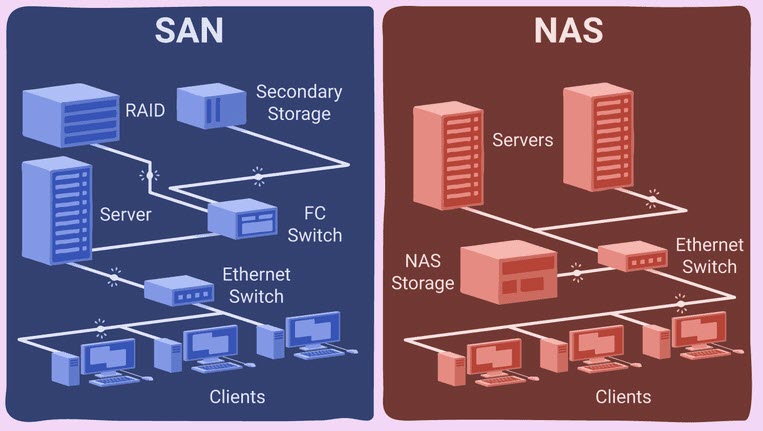 SAN
RAID
Secondary
Storage
Server
FC
Switch
Ethernet
Switch
Clients
NAS
Servers
NAS
Storage
Ethernet
Switch
Clients